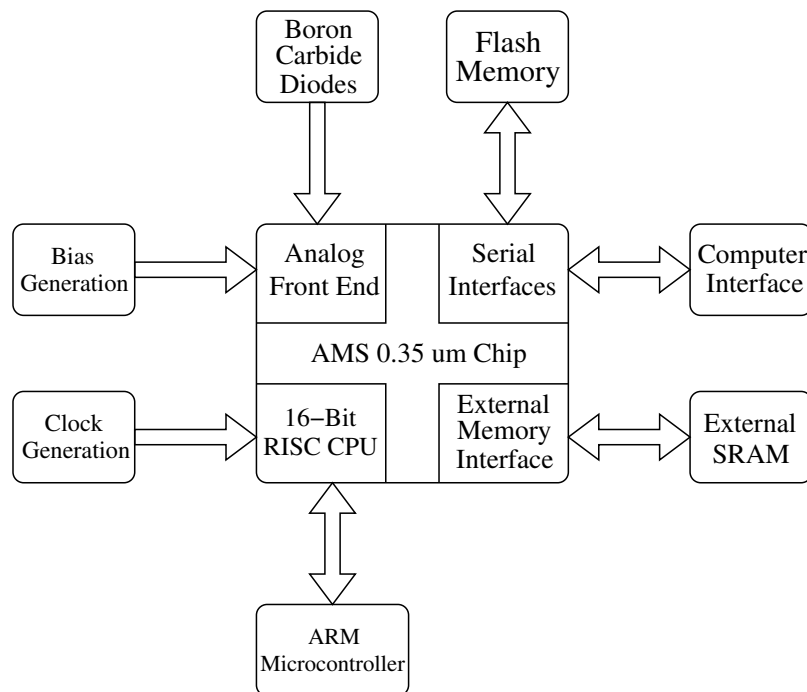 Boron
Carbide
Diodes
Flash
Memory
Bias
Generation
Analog
Front End
Serial
Interfaces
Computer
Interface
AMS 0.35 um Chip
Clock
Generation
16−Bit
RISC CPU
External
Memory
Interface
External
SRAM
ARM
Microcontroller